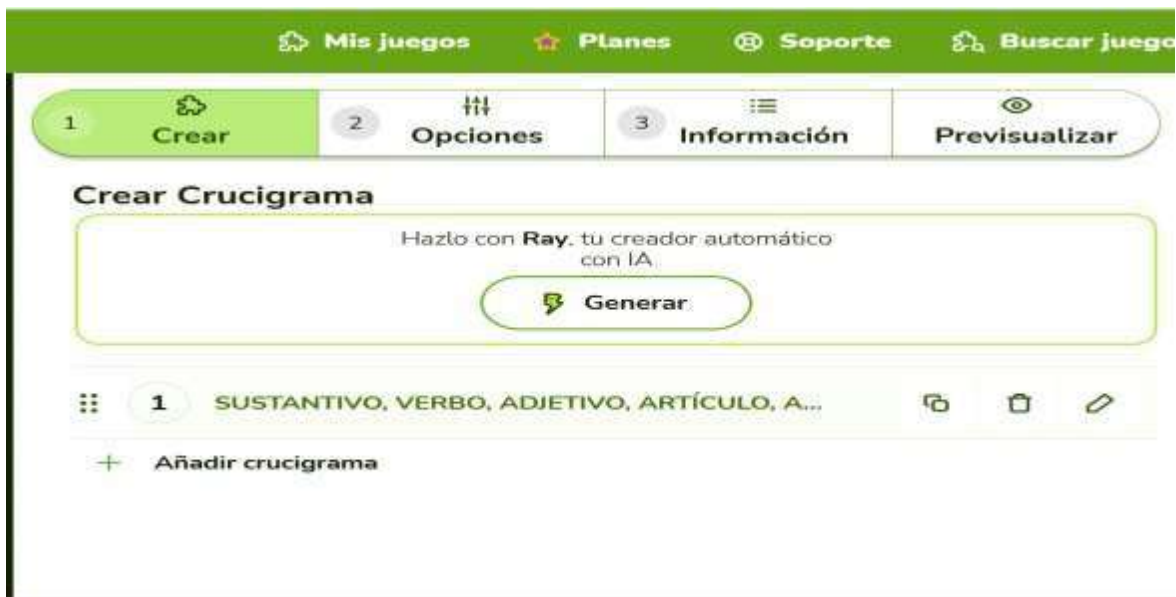 Mis juegos Planes Soporte Buscar juego
1 Crear 2 Opciones 3 Información Previsualizar
Crear Crucigrama
Hazlo con Ray, tu creador automático
con IA
Generar
1 SUSTANTIVO, VERBO, ADJETIVO, ARTÍCULO, A...
+ Añadir crucigrama